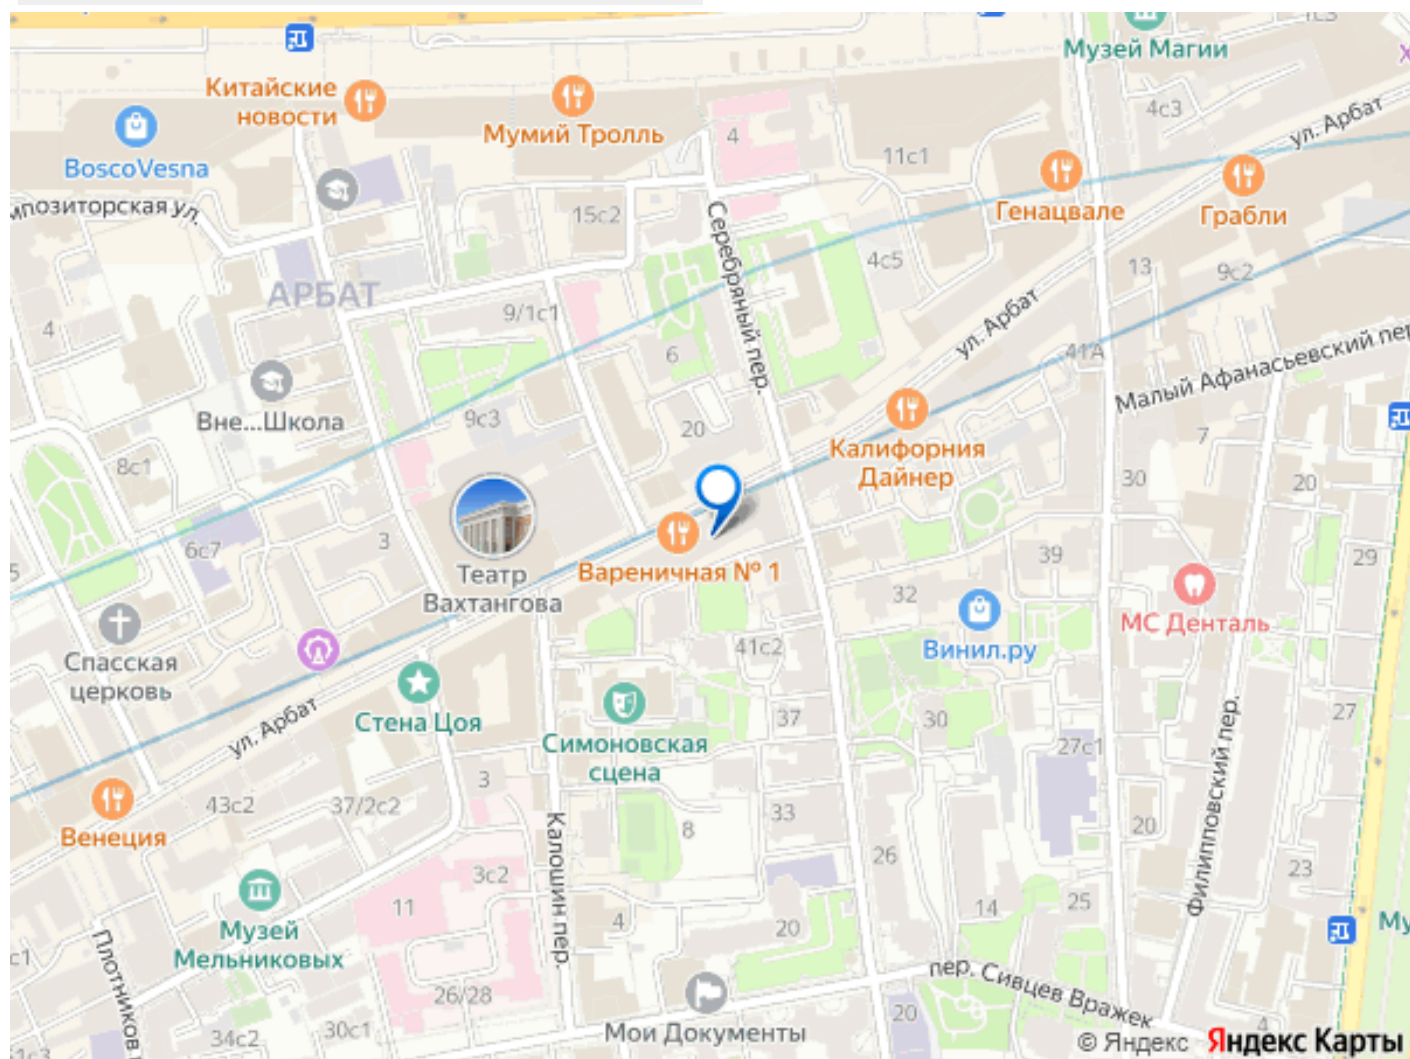 Музей Магии
Китайские
новости
4с3
ул. Арбат
Мумий Тролль
4
BoscoVesna
11с1
мпозиторская ул.
15с2
Генацвале
Грабли
Серебряный пер.
4с5
13
9с2
АРБАТ
9/1с1
ул. Арбат
4
6
41А
Малый Афанасьевский пер
Вне...Школа
9с3
20
Калифорния
Дайнер
7
8с1
30
20
6с7
3
39
29
5
Театр
Вахтангова
Вареничная № 1
32
МС Денталь
Спасская
церковь
41с2
Винил.ру
Филипповский пер.
ул. Арбат
Стена Цоя
37
30
27
Симоновская
сцена
27с1
3
43с2
37/2с2
33
Венеция
Калошин пер.
8
20
26
3с2
23
11
14
25
Музей
Мельниковых
4
20
Му
с1
Плотников
пер. Сивцев Вражек
26/28
34с2
30с1
20
Мои Документы
© Яндекс
Яндекс Карты